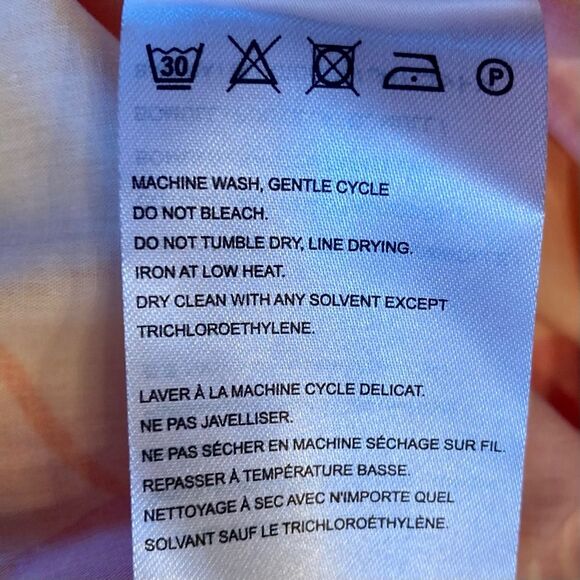 30 P
MACHINE WASH, GENTLE CYCLE
DO NOT BLEACH.
DO NOT TUMBLE DRY, LINE DRYING.
IRON AT LOW HEAT.
DRY CLEAN WITH ANY SOLVENT EXCEPT
TRICHLOROETHYLENE.
LAVER À LA MACHINE CYCLE DELICAT.
NE PAS JAVELLISER.
NE PAS SÉCHER EN MACHINE SÉCHAGE SUR FIL.
REPASSER À TEMPÉRATURE BASSE.
NETTOYAGE À SEC AVEC N'IMPORTE QUEL
SOLVANT SAUF LE TRICHLOROÉTHYLÈNE.